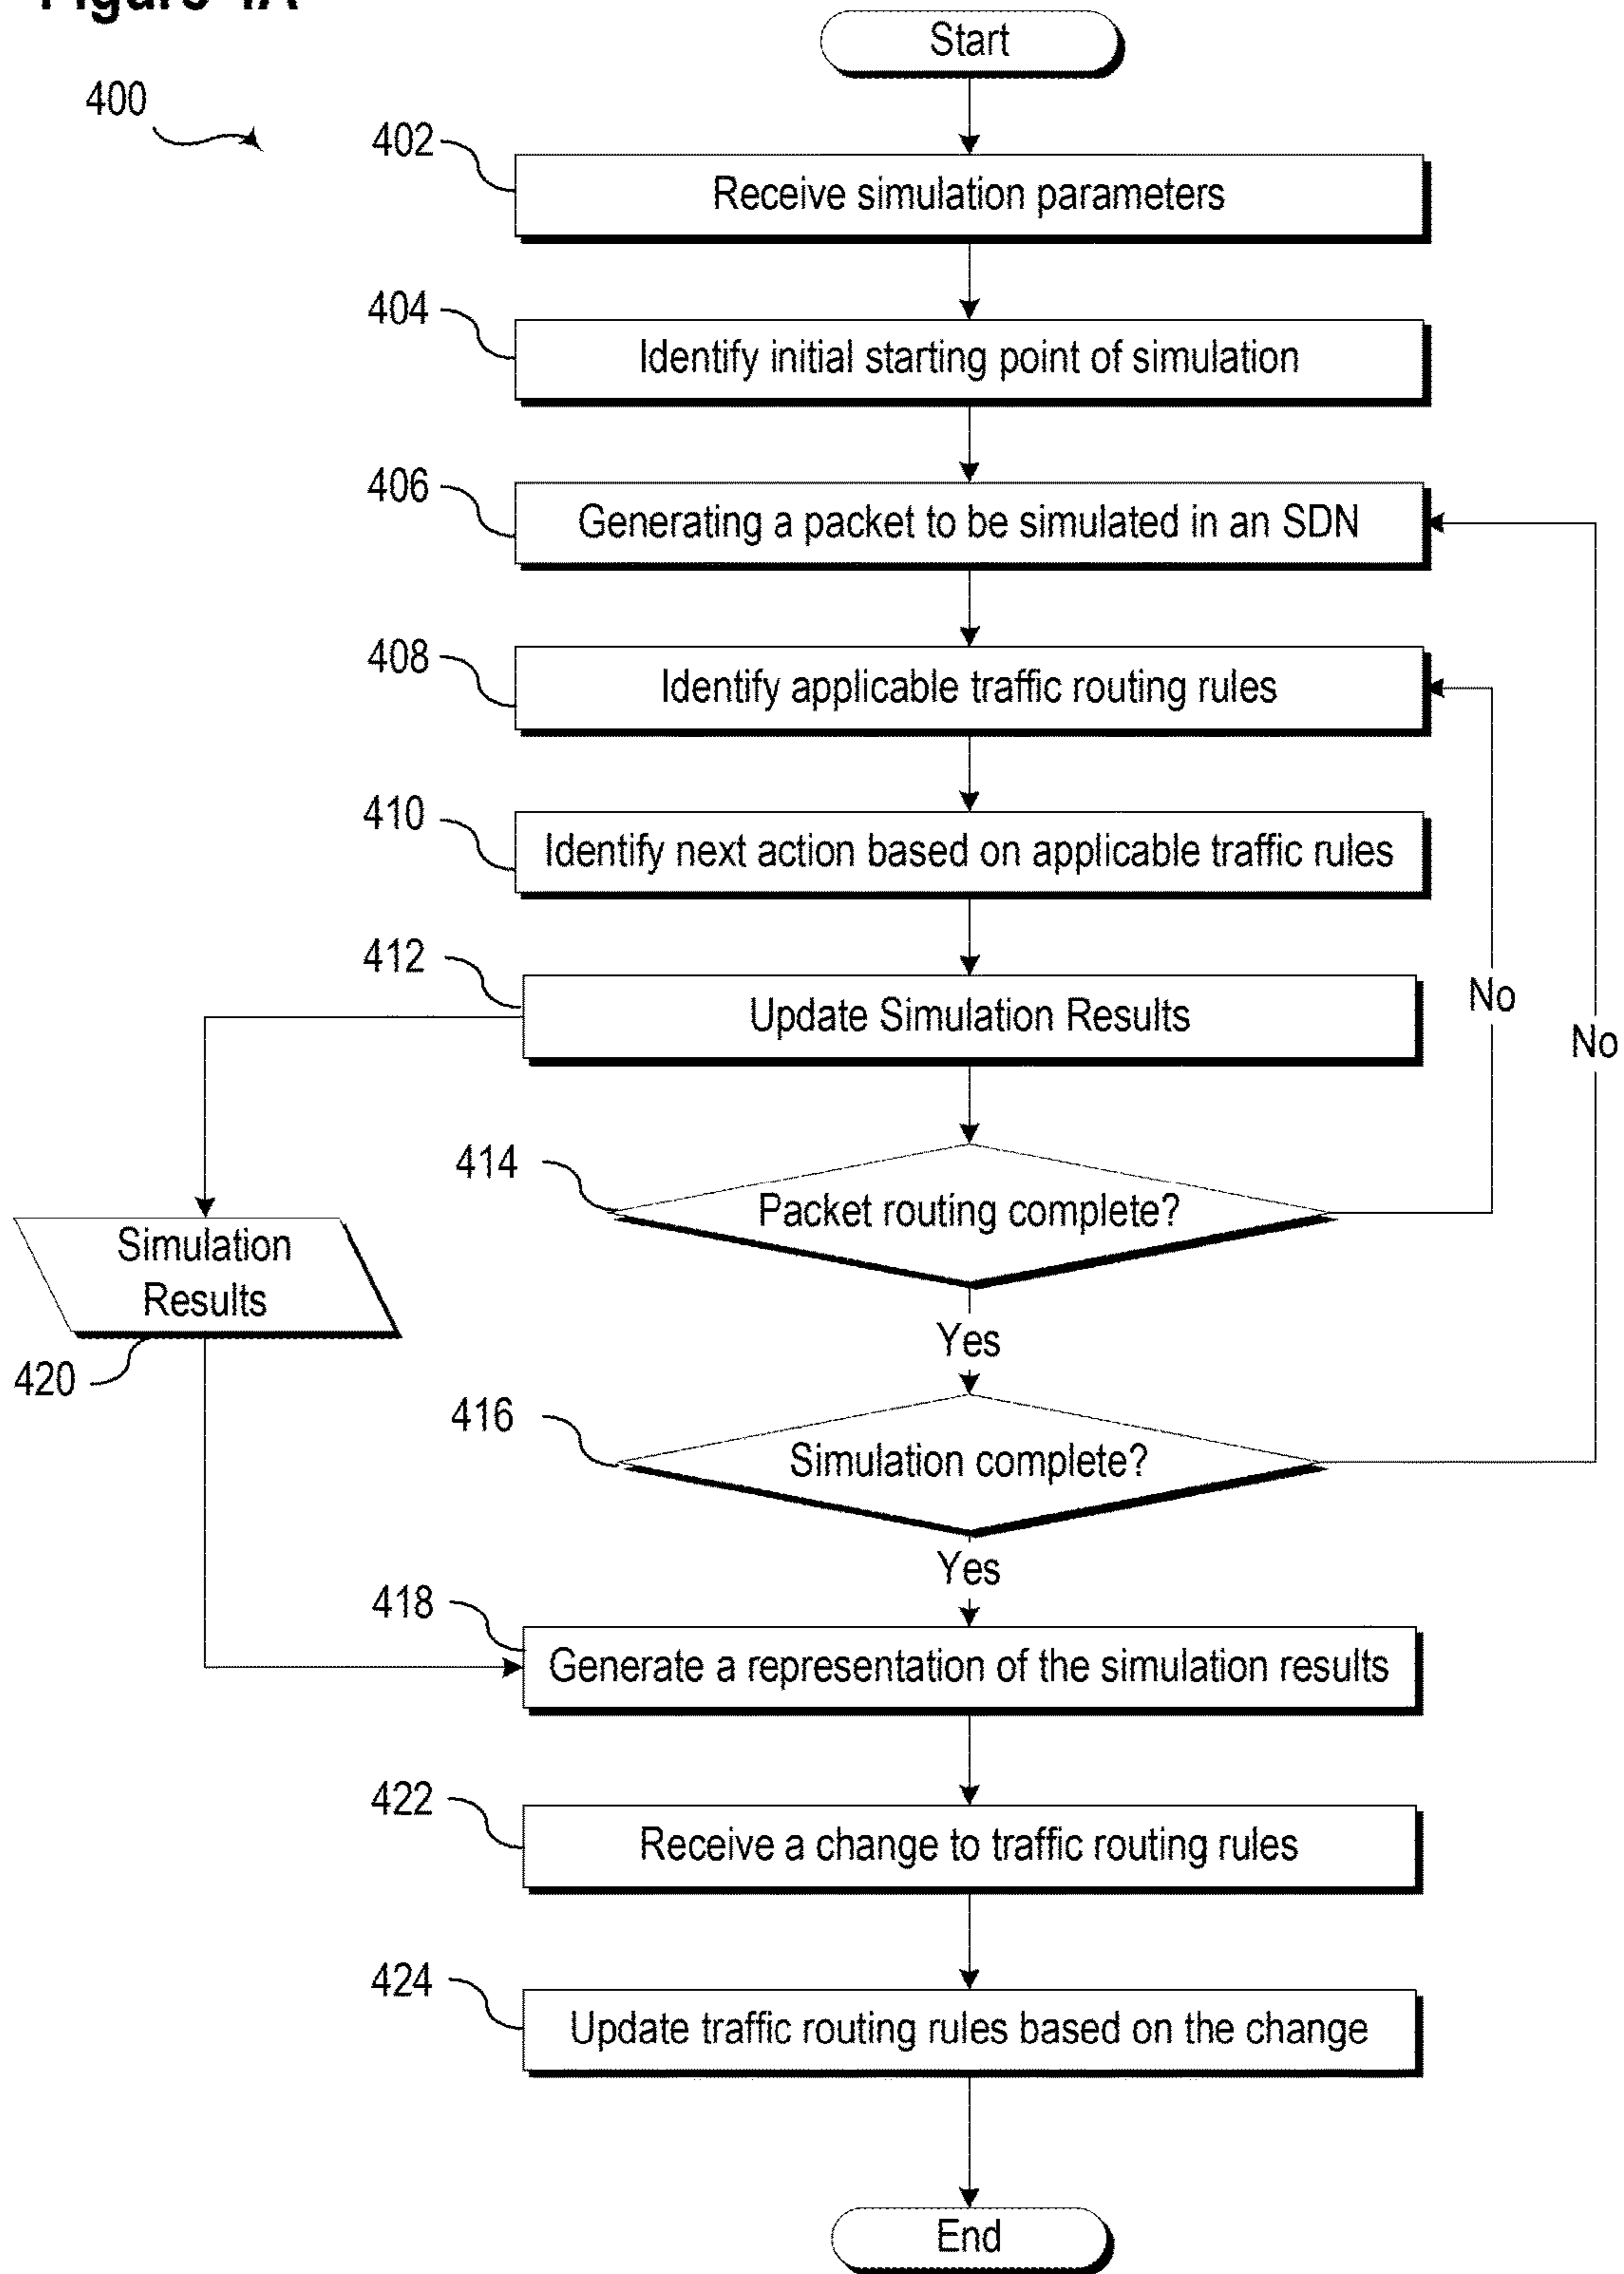 Figure 4A
Start
400
402
Receive simulation parameters
404
Identify initial starting point of simulation
406
Generating a packet to be simulated in an SDN
408
Identify applicable traffic routing rules
410
Identify next action based on applicable traffic rules
412
Update Simulation Results
No
No
414
Packet routing complete?
Simulation
Results
420
Yes
416
Simulation complete?
Yes
418
Generate a representation of the simulation results
422
Receive a change to traffic routing rules
424
Update traffic routing rules based on the change
End